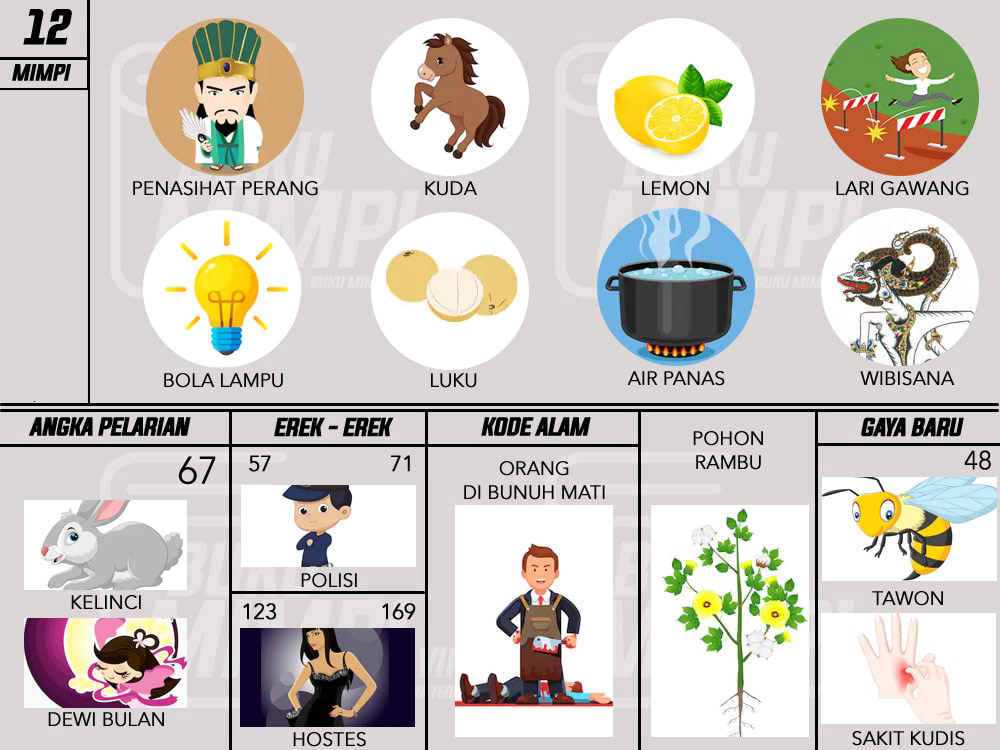 12
MIMPI
PENASIHAT PERANG
KUDA
LEMON
LARI GAWANG
BOLA LAMPU
LUKU
AIR PANAS
WIBISANA
ANGKA PELARIAN
67
KELINCI
DEWI BULAN
EREK - EREK
57 71
POLISI
123 169
HOSTES
KODE ALAM
ORANG
DI BUNUH MATI
POHON
RAMBU
GAYA BARU
48
TAWON
SAKIT KUDIS
BUKU
MIMPI
BUKU
MIMPI